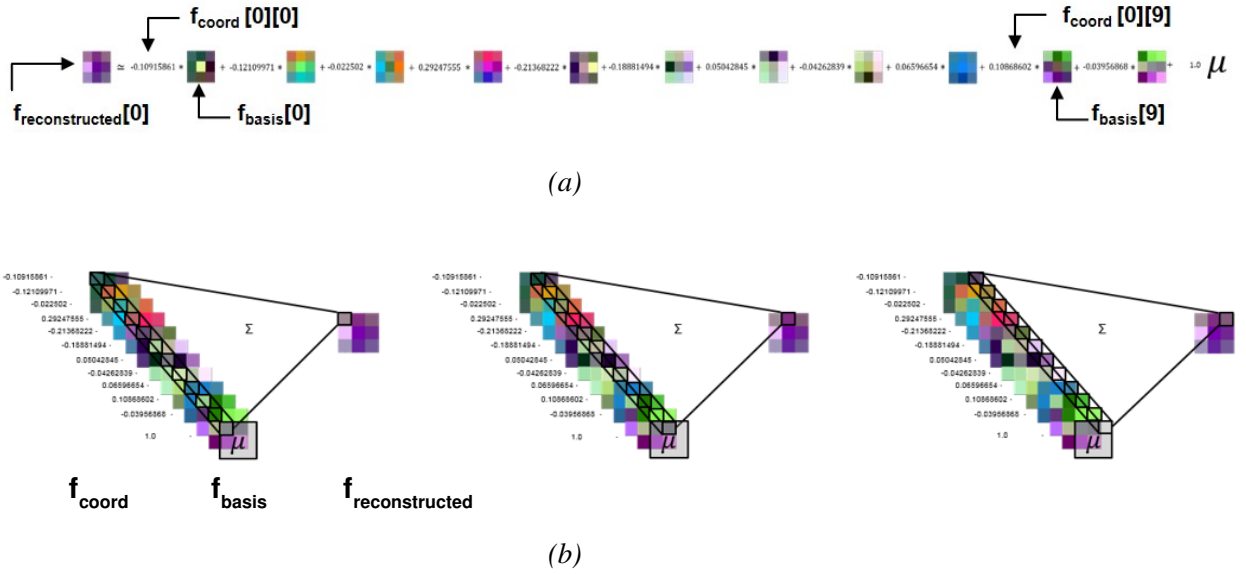 f_coord [0][0]
f_coord [0][9]
≃ -0.10915861 * + -0.12109971 * + -0.022502 * + 0.29247555 * + -0.21368222 * + -0.18881494 * + 0.05042845 * + -0.04262839 * + 0.06596654 * + 0.10868602 * + -0.03956868 * + 1.0 μ
f_reconstructed[0]
f_basis[0]
f_basis[9]
(a)
-0.10915861 -
-0.12109971 -
-0.022502 -
0.29247555 -
-0.21368222 -
-0.18881494 -
0.05042845 -
-0.04262839 -
0.06596654 -
0.10868602 -
-0.03956868 -
1.0 -
Σ
μ
-0.10915861 -
-0.12109971 -
-0.022502 -
0.29247555 -
-0.21368222 -
-0.18881494 -
0.05042845 -
-0.04262839 -
0.06596654 -
0.10868602 -
-0.03956868 -
1.0 -
Σ
μ
-0.10915861 -
-0.12109971 -
-0.022502 -
0.29247555 -
-0.21368222 -
-0.18881494 -
0.05042845 -
-0.04262839 -
0.06596654 -
0.10868602 -
-0.03956868 -
1.0 -
Σ
μ
f_coord f_basis f_reconstructed
(b)